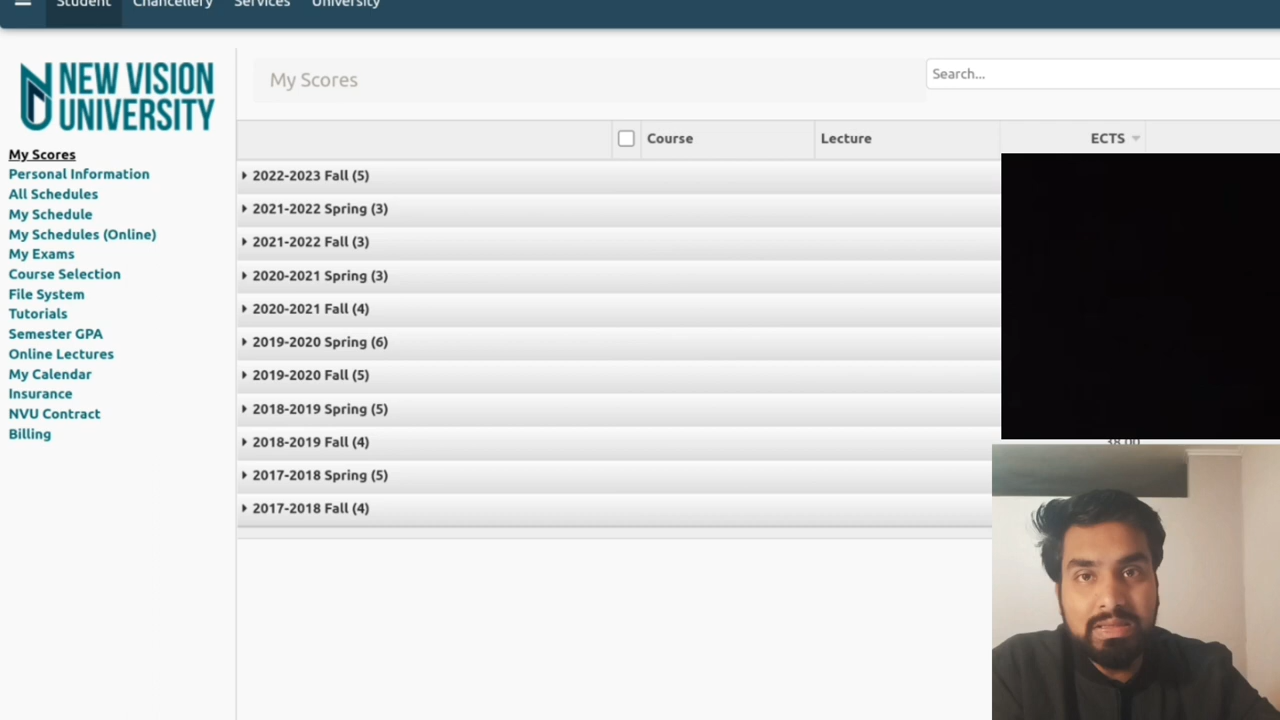 Student Chancellery Services University
NEW VISION
UNIVERSITY
My Scores
Personal Information
All Schedules
My Schedule
My Schedules (Online)
My Exams
Course Selection
File System
Tutorials
Semester GPA
Online Lectures
My Calendar
Insurance
NVU Contract
Billing
My Scores
Search...
Course Lecture ECTS
2022-2023 Fall (5)
2021-2022 Spring (3)
2021-2022 Fall (3)
2020-2021 Spring (3)
2020-2021 Fall (4)
2019-2020 Spring (6)
2019-2020 Fall (5)
2018-2019 Spring (5)
2018-2019 Fall (4)
38.00
2017-2018 Spring (5)
2017-2018 Fall (4)